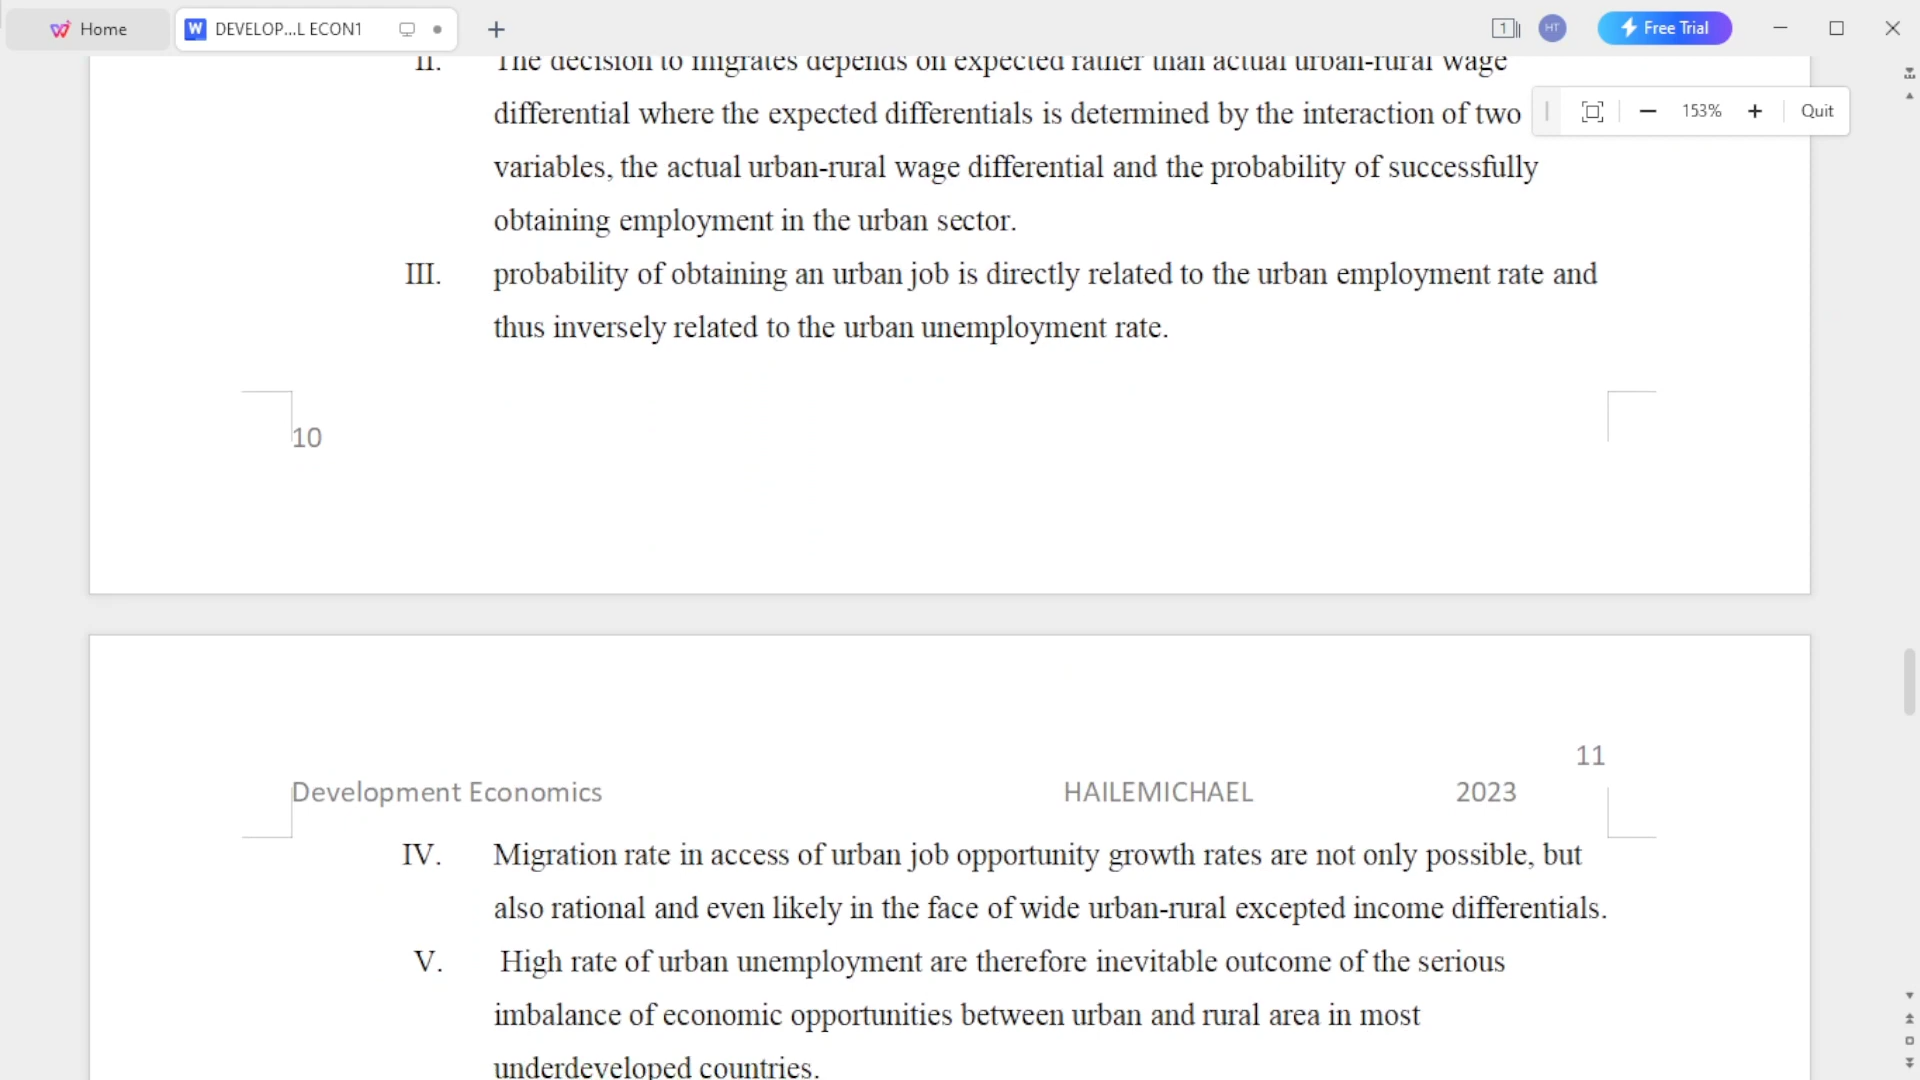 Home
DEVELOP...L ECON1
1
HT
Free Trial
II. The decision to migrates depends on expected rather than actual urban-rural wage
differential where the expected differentials is determined by the interaction of two
153%
Quit
variables, the actual urban-rural wage differential and the probability of successfully
obtaining employment in the urban sector.
III. probability of obtaining an urban job is directly related to the urban employment rate and
thus inversely related to the urban unemployment rate.
10
11
Development Economics HAILEMICHAEL 2023
IV. Migration rate in access of urban job opportunity growth rates are not only possible, but
also rational and even likely in the face of wide urban-rural excepted income differentials.
V. High rate of urban unemployment are therefore inevitable outcome of the serious
imbalance of economic opportunities between urban and rural area in most
underdeveloped countries.